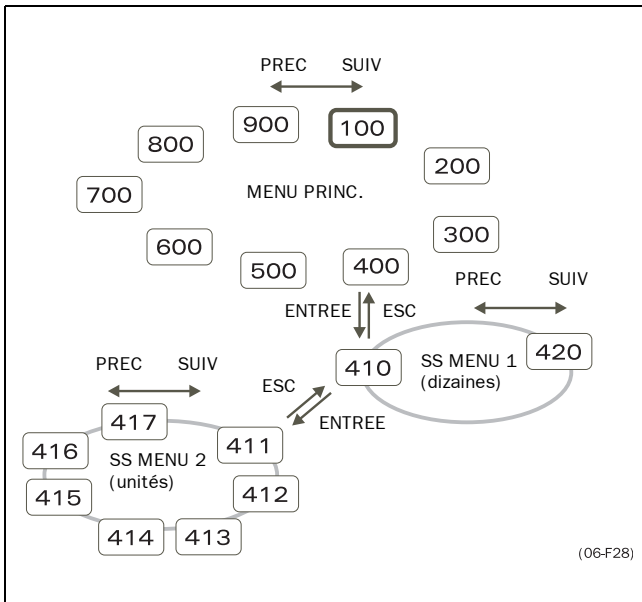 PREC SUIV
900 100
800
200
700
MENU PRINC.
300
600
400
500
PREC SUIV
ENTREE ESC
420
410
SS MENU 1
(dizaines)
PREC SUIV
ESC
ENTREE
417
411
416
SS MENU 2
(unités)
415
412
414 413
(06-F28)